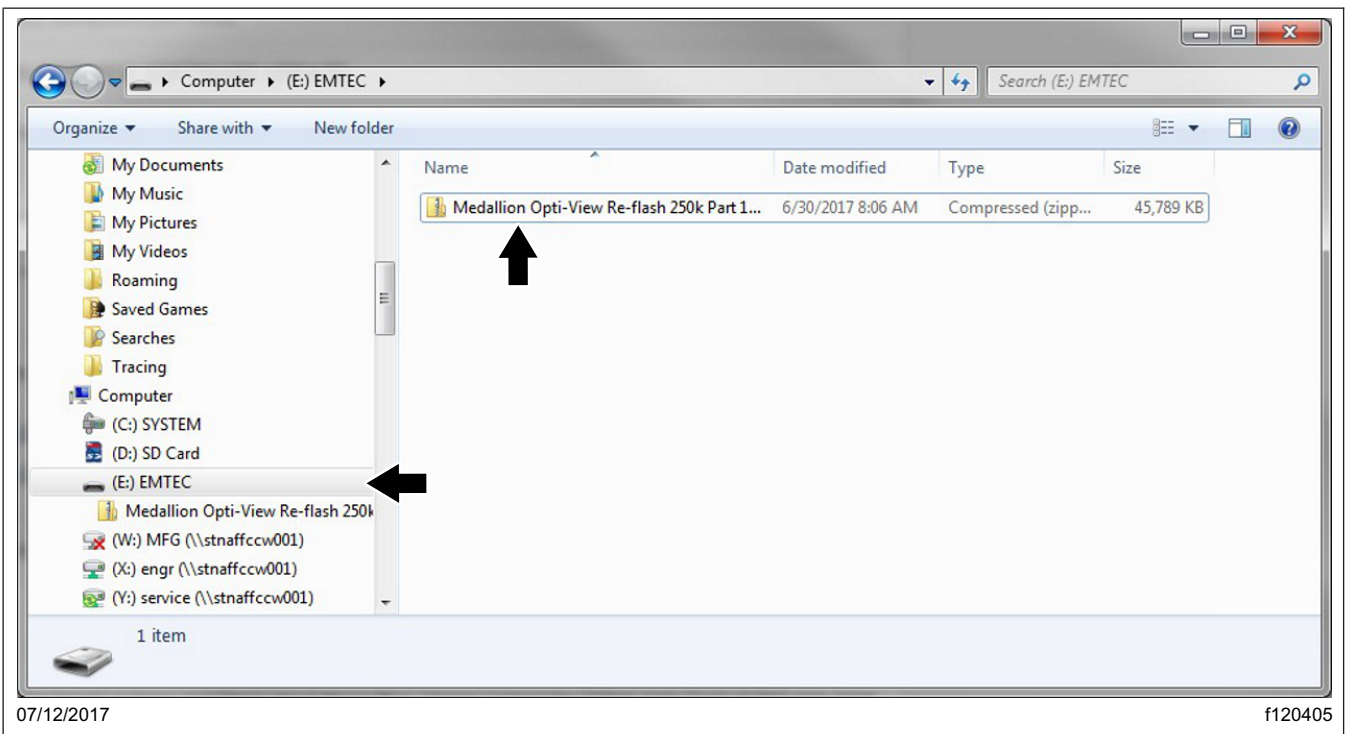 Computer ▸ (E:) EMTEC ▸
Search (E:) EMTEC
Organize Share with New folder
My Documents
My Music
My Pictures
My Videos
Roaming
Saved Games
Searches
Tracing
Computer
(C:) SYSTEM
(D:) SD Card
(E:) EMTEC
Medallion Opti-View Re-flash 250k
(W:) MFG (\\stnaffccw001)
(X:) engr (\\stnaffccw001)
(Y:) service (\\stnaffccw001)
Name Date modified Type Size
Medallion Opti-View Re-flash 250k Part 1... 6/30/2017 8:06 AM Compressed (zipp... 45,789 KB
1 item
07/12/2017 f120405